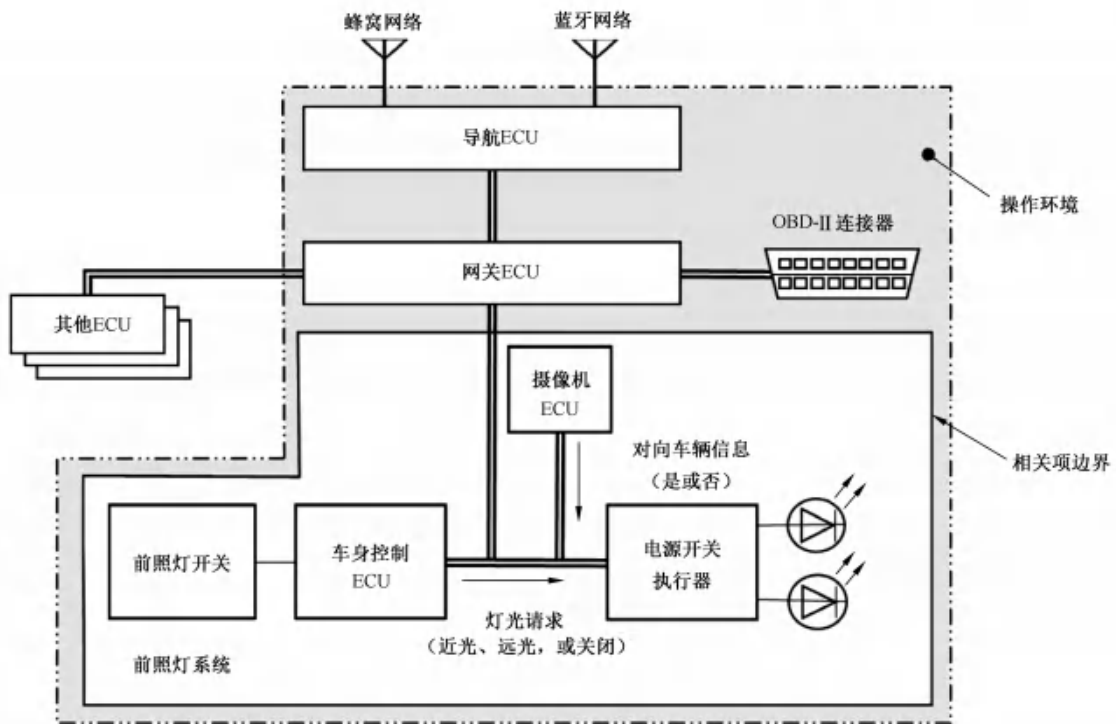 蜂窝网络
蓝牙网络
导航ECU
操作环境
OBD-II 连接器
网关ECU
其他ECU
摄像机
ECU
对向车辆信息
（是或否）
相关项边界
前照灯开关
车身控制
ECU
电源开关
执行器
灯光请求
（近光、远光，或关闭）
前照灯系统